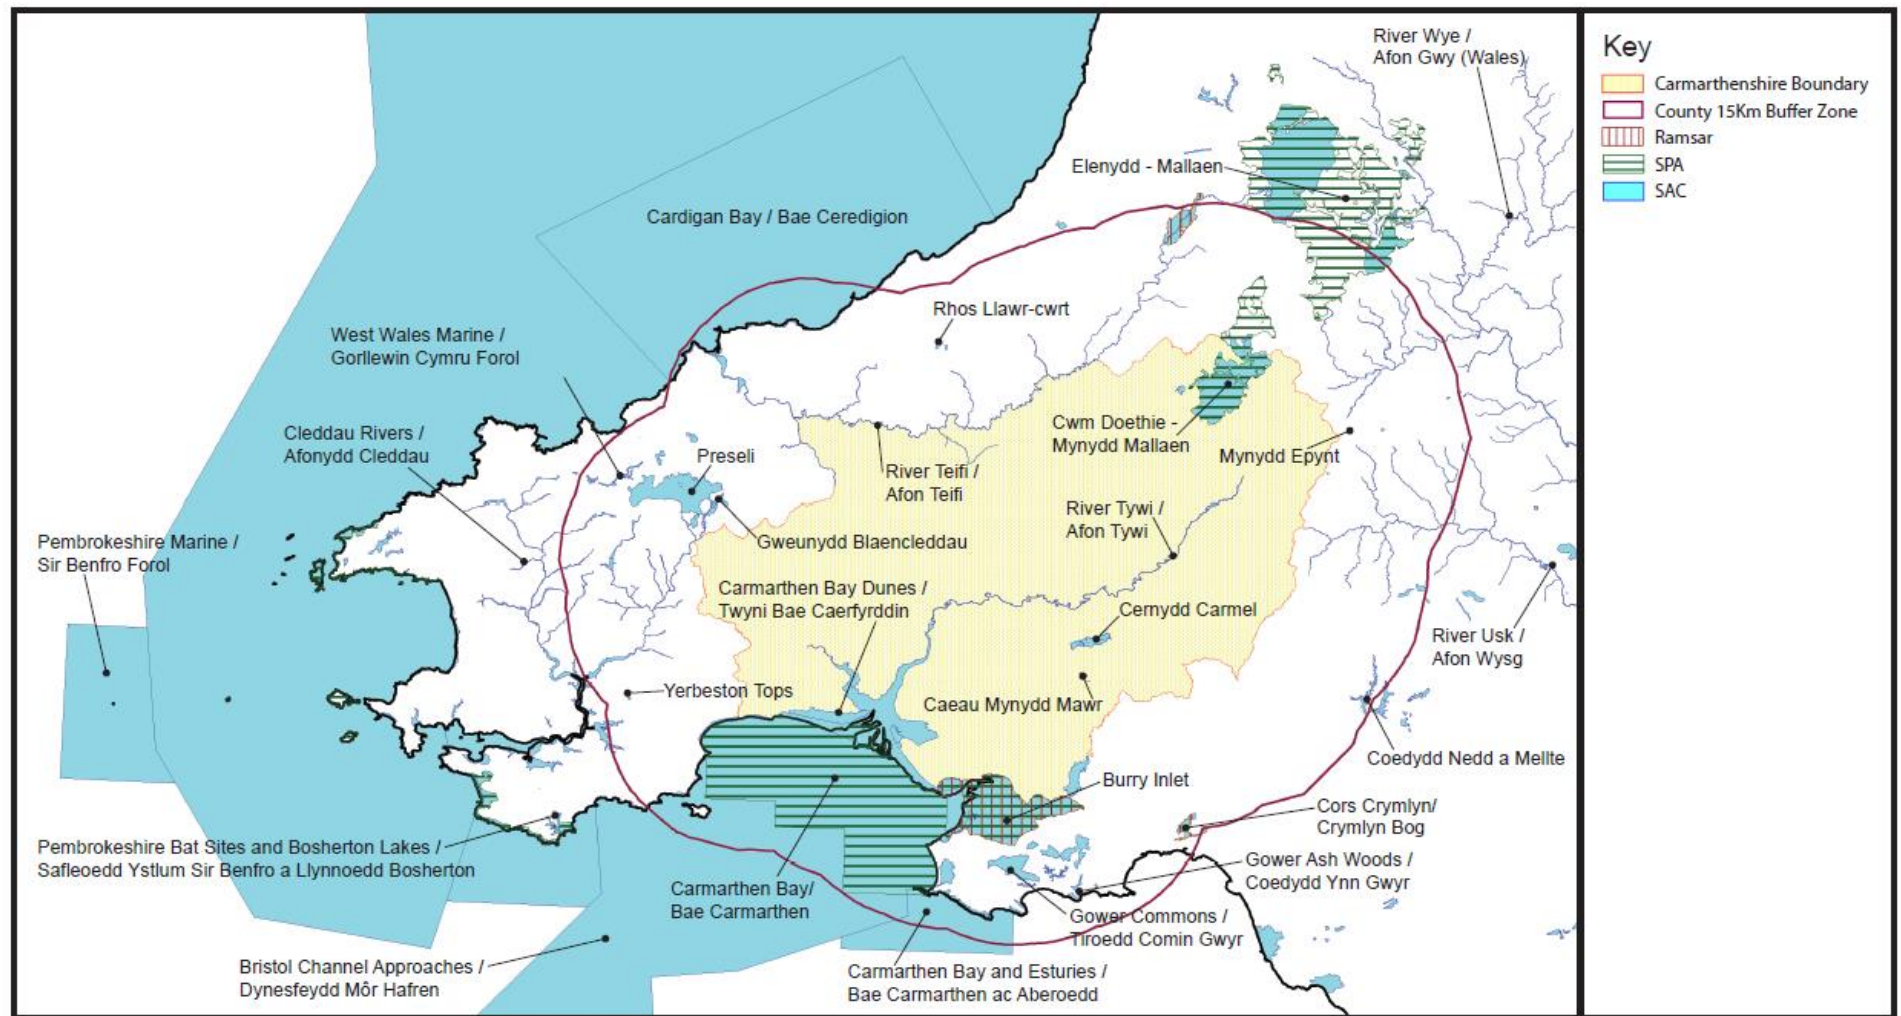 River Wye /
Afon Gwy (Wales)
Elenydd - Mallaen
Cardigan Bay / Bae Ceredigion
Rhos Llawr-cwrt
West Wales Marine /
Gorllewin Cymru Forol
Cleddau Rivers /
Afonydd Cleddau
Preseli
Cwm Doethie -
Mynydd Mallaen
Mynydd Epynt
River Teifi /
Afon Teifi
River Tywi /
Afon Tywi
Pembrokeshire Marine /
Sir Benfro Forol
Gweunydd Blaencleddau
Carmarthen Bay Dunes /
Twyni Bae Caerfyrddin
Cernydd Carmel
River Usk /
Afon Wysg
Yerbeston Tops
Caeau Mynydd Mawr
Coedydd Nedd a Mellte
Burry Inlet
Cors Crymlyn/
Crymlyn Bog
Pembrokeshire Bat Sites and Bosherton Lakes /
Safleoedd Ystlum Sir Benfro a Llynnoedd Bosherton
Gower Ash Woods /
Coedydd Ynn Gwyr
Carmarthen Bay/
Bae Carmarthen
Gower Commons /
Tiroedd Comin Gwyr
Bristol Channel Approaches /
Dynesfeydd Môr Hafren
Carmarthen Bay and Esturies /
Bae Carmarthen ac Aberoedd
Key
Carmarthenshire Boundary
County 15Km Buffer Zone
Ramsar
SPA
SAC